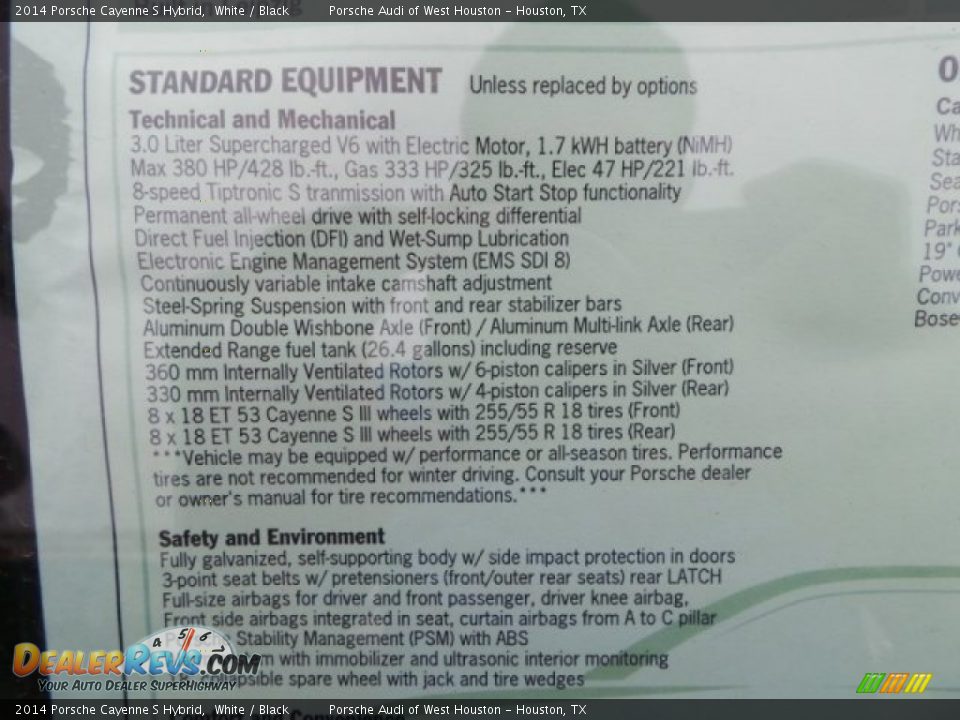 2014 Porsche Cayenne S Hybrid, White / Black Porsche Audi of West Houston - Houston, TX
STANDARD EQUIPMENT Unless replaced by options
Technical and Mechanical
3.0 Liter Supercharged V6 with Electric Motor, 1.7 kWH battery (NiMH)
Max 380 HP/428 lb.-ft., Gas 333 HP/325 lb.-ft., Elec 47 HP/221 lb.-ft.
8-speed Tiptronic S tranmission with Auto Start Stop functionality
Permanent all-wheel drive with self-locking differential
Direct Fuel Injection (DFI) and Wet-Sump Lubrication
Electronic Engine Management System (EMS SDI 8)
Continuously variable intake camshaft adjustment
Steel-Spring Suspension with front and rear stabilizer bars
Aluminum Double Wishbone Axle (Front) / Aluminum Multi-link Axle (Rear)
Extended Range fuel tank (26.4 gallons) including reserve
360 mm Internally Ventilated Rotors w/ 6-piston calipers in Silver (Front)
330 mm Internally Ventilated Rotors w/ 4-piston calipers in Silver (Rear)
8 x 18 ET 53 Cayenne S III wheels with 255/55 R 18 tires (Front)
8 x 18 ET 53 Cayenne S III wheels with 255/55 R 18 tires (Rear)
***Vehicle may be equipped w/ performance or all-season tires. Performance
tires are not recommended for winter driving. Consult your Porsche dealer
or owner's manual for tire recommendations.***
Safety and Environment
Fully galvanized, self-supporting body w/ side impact protection in doors
3-point seat belts w/ pretensioners (front/outer rear seats) rear LATCH
Full-size airbags for driver and front passenger, driver knee airbag,
Front side airbags integrated in seat, curtain airbags from A to C pillar
Stability Management (PSM) with ABS
with immobilizer and ultrasonic interior monitoring
spare wheel with jack and tire wedges
19"
Bose
4 5 6
DEALERREVS.COM
YOUR AUTO DEALER SUPERHIGHWAY
2014 Porsche Cayenne S Hybrid, White / Black Porsche Audi of West Houston - Houston, TX